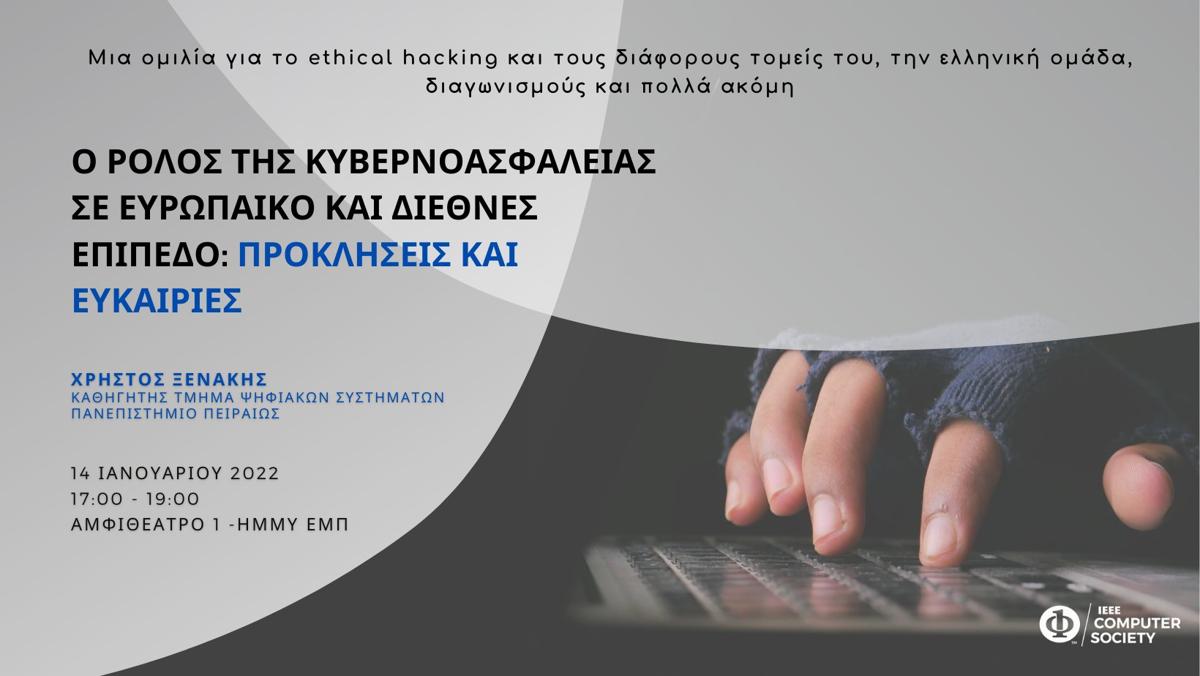 Μια ομιλία για το ethical hacking και τους διάφορους τομείς του, την ελληνική ομάδα,
διαγωνισμούς και πολλά ακόμη
Ο ΡΟΛΟΣ ΤΗΣ ΚΥΒΕΡΝΟΑΣΦΑΛΕΙΑΣ
ΣΕ ΕΥΡΩΠΑΙΚΟ ΚΑΙ ΔΙΕΘΝΕΣ
ΕΠΙΠΕΔΟ: ΠΡΟΚΛΗΣΕΙΣ ΚΑΙ
ΕΥΚΑΙΡΙΕΣ
ΧΡΗΣΤΟΣ ΞΕΝΑΚΗΣ
ΚΑΘΗΓΗΤΗΣ ΤΜΗΜΑ ΨΗΦΙΑΚΩΝ ΣΥΣΤΗΜΑΤΩΝ
ΠΑΝΕΠΙΣΤΗΜΙΟ ΠΕΙΡΑΙΩΣ
14 ΙΑΝΟΥΑΡΙΟΥ 2022
17:00 - 19:00
ΑΜΦΙΘΕΑΤΡΟ 1 -ΗΜΜΥ ΕΜΠ
IEEE
COMPUTER
SOCIETY